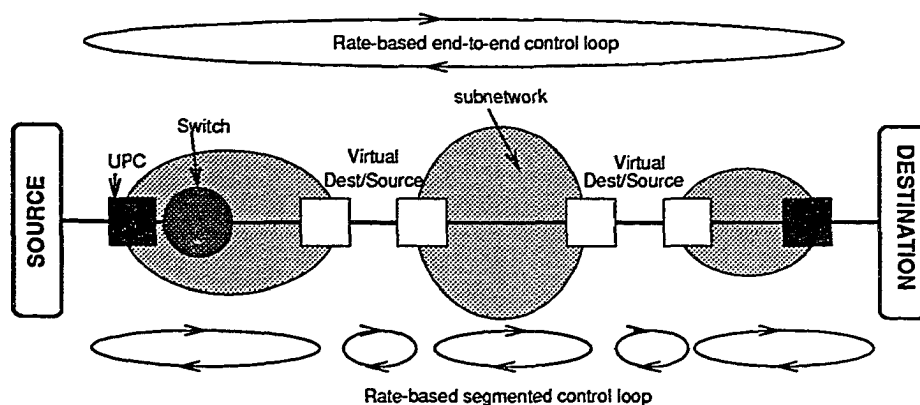 Rate-based end-to-end control loop
subnetwork
Switch
UPC
Virtual
Dest/Source
Virtual
Dest/Source
SOURCE
DESTINATION
Rate-based segmented control loop